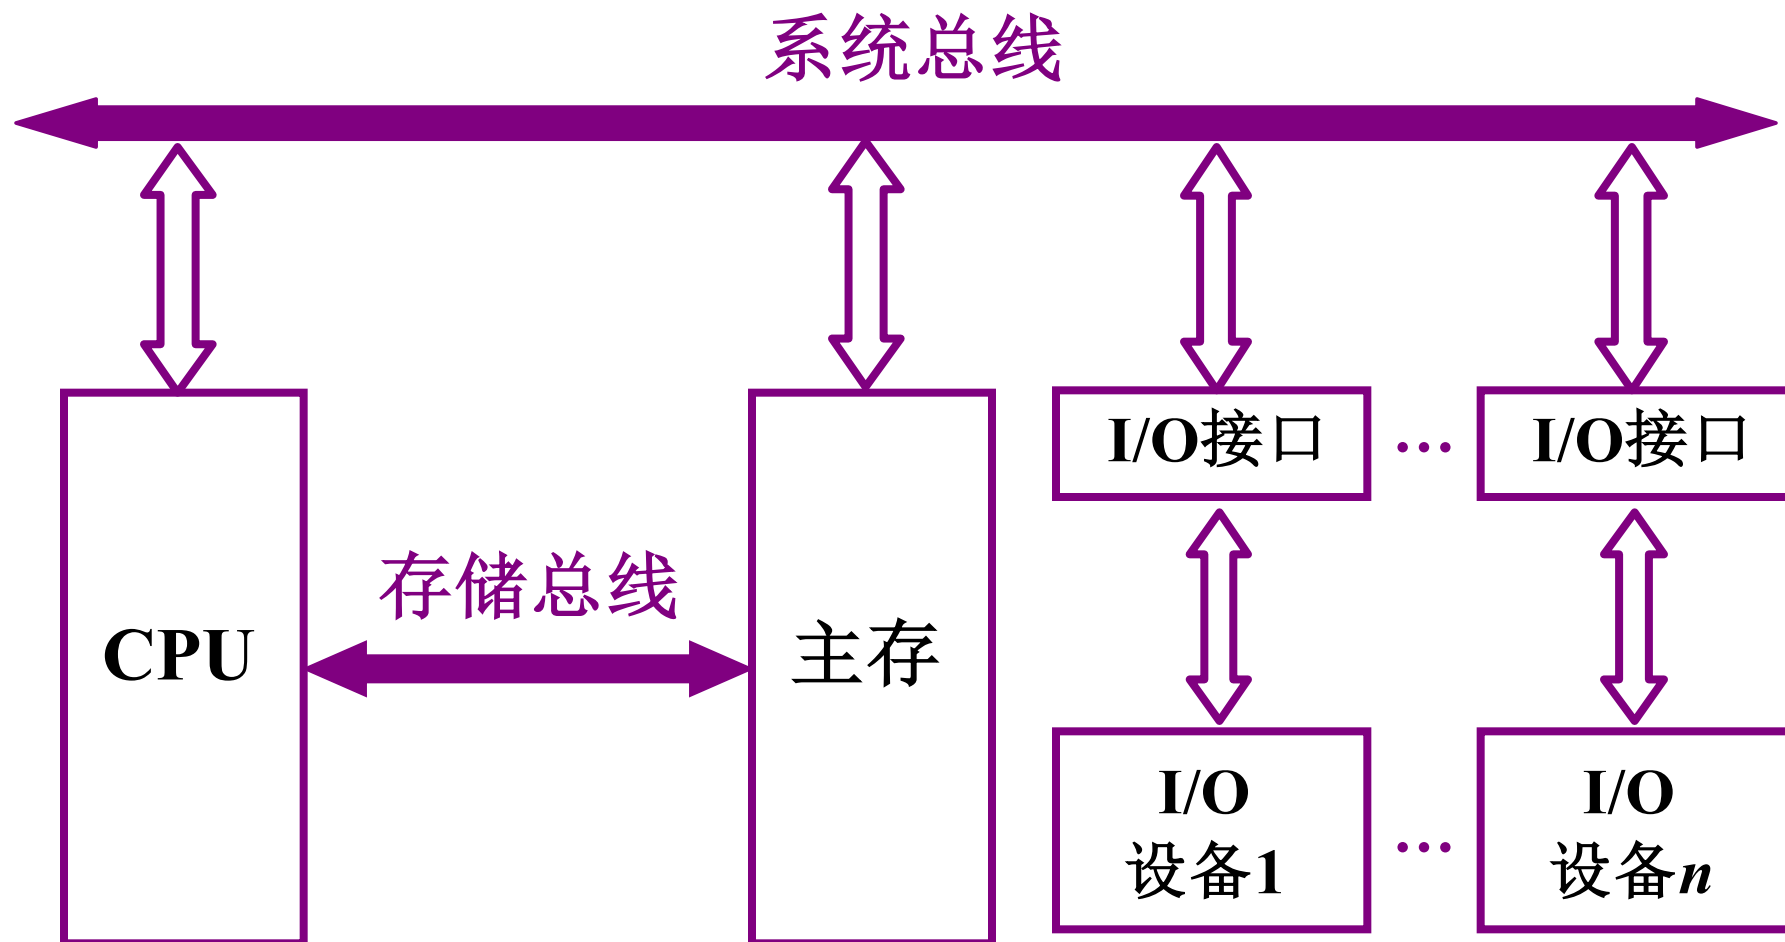 系统总线
I/O接口
…
I/O接口
存储总线
CPU
主存
I/O
设备1
…
I/O
设备n